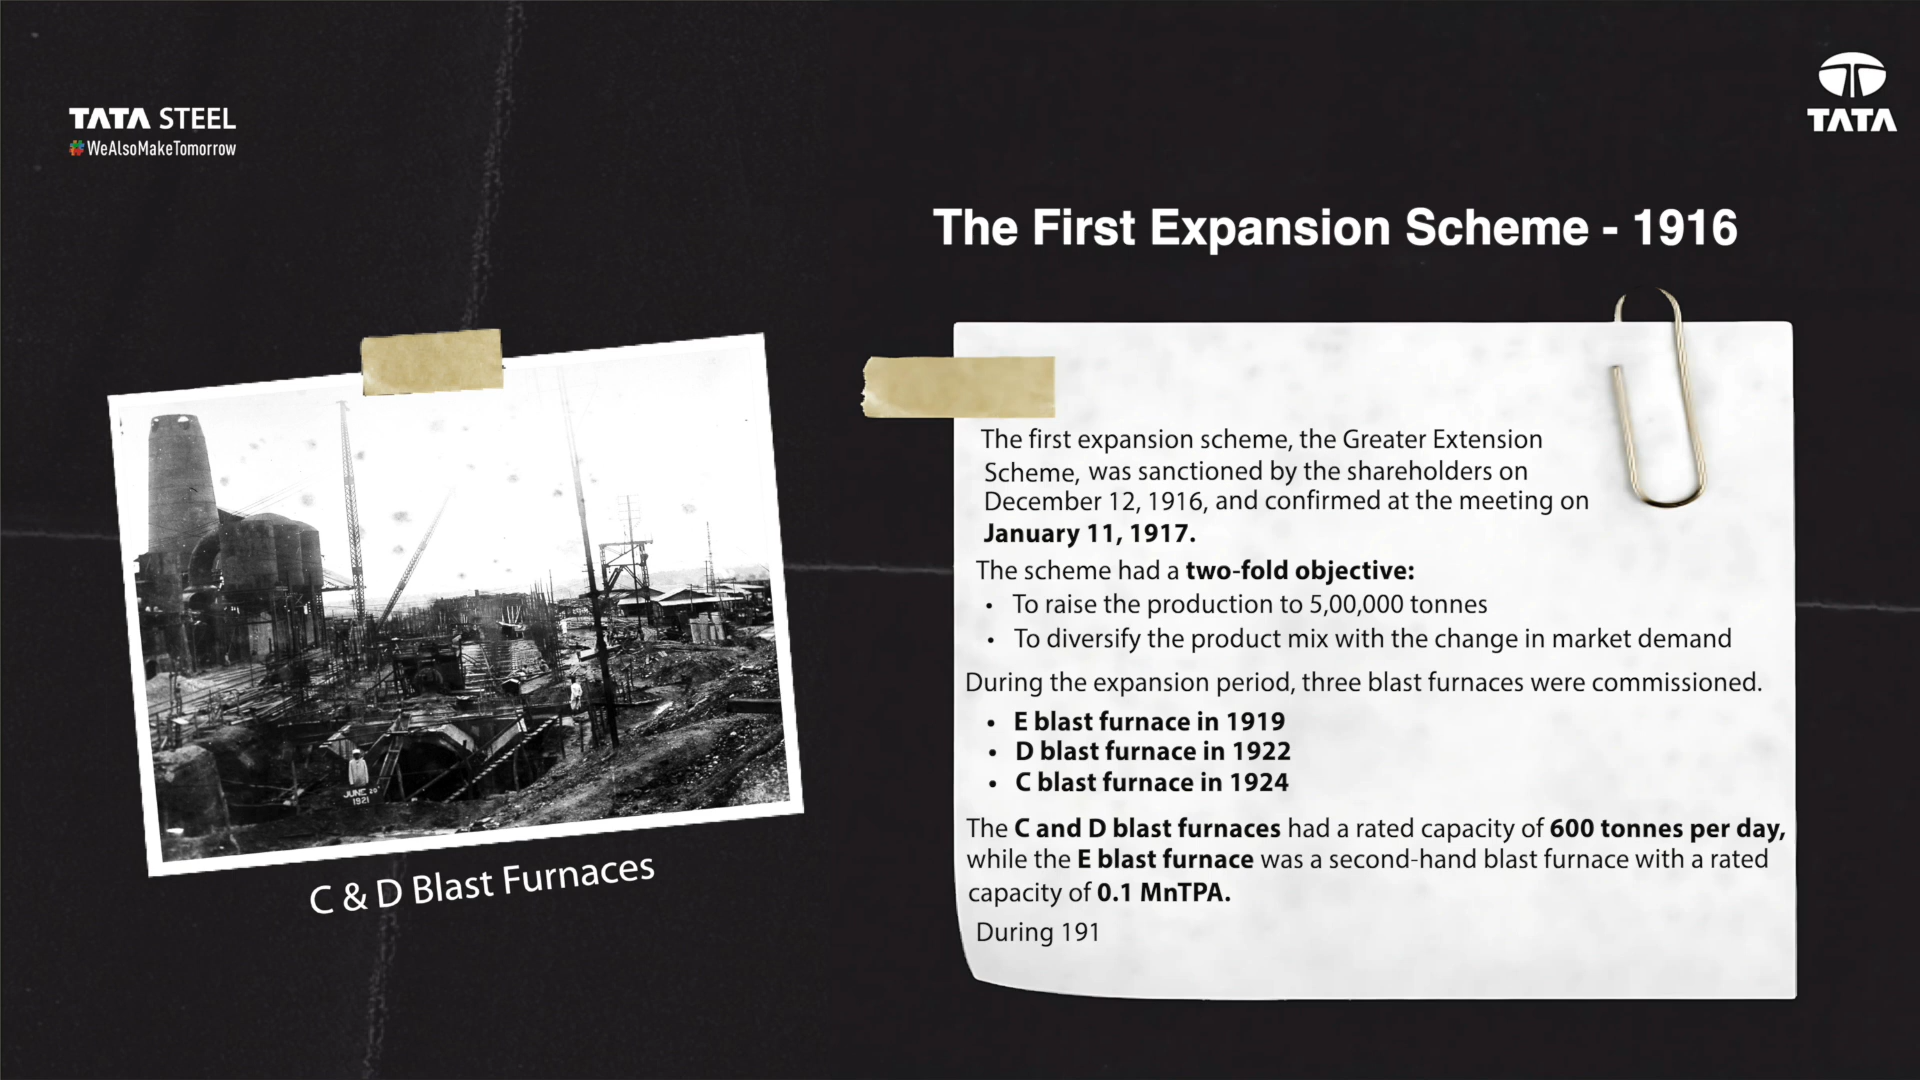 TATA STEEL
#WeAlsoMakeTomorrow
TATA
The First Expansion Scheme - 1916
The first expansion scheme, the Greater Extension
Scheme, was sanctioned by the shareholders on
December 12, 1916, and confirmed at the meeting on
January 11, 1917.
The scheme had a two-fold objective:
• To raise the production to 5,00,000 tonnes
• To diversify the product mix with the change in market demand
During the expansion period, three blast furnaces were commissioned.
• E blast furnace in 1919
• D blast furnace in 1922
• C blast furnace in 1924
The C and D blast furnaces had a rated capacity of 600 tonnes per day,
while the E blast furnace was a second-hand blast furnace with a rated
capacity of 0.1 MnTPA.
During 191
JUNE 20
1921
C & D Blast Furnaces